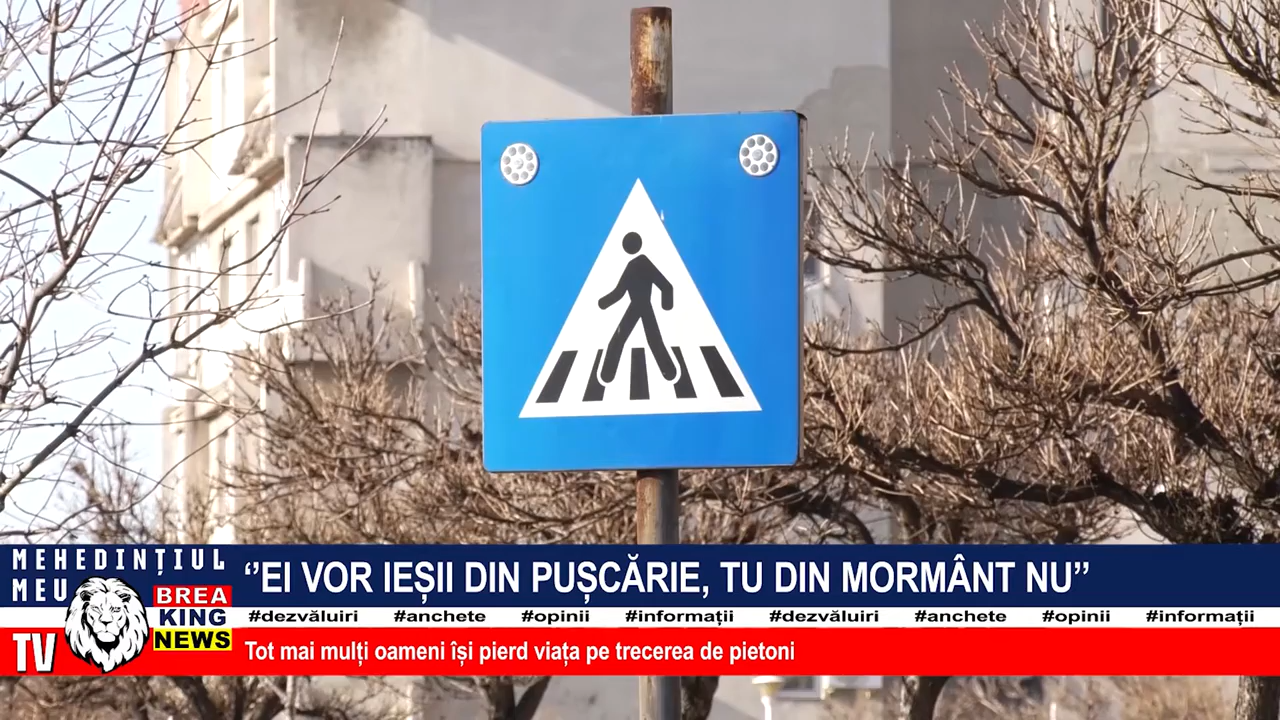 MEHEDINȚIUL
MEU
TV
BREA
KING
NEWS
‘’EI VOR IEȘII DIN PUȘCĂRIE, TU DIN MORMÂNT NU’’
#dezvăluiri #anchete #opinii #informații #dezvăluiri #anchete #opinii #informații
Tot mai mulți oameni își pierd viața pe trecerea de pietoni